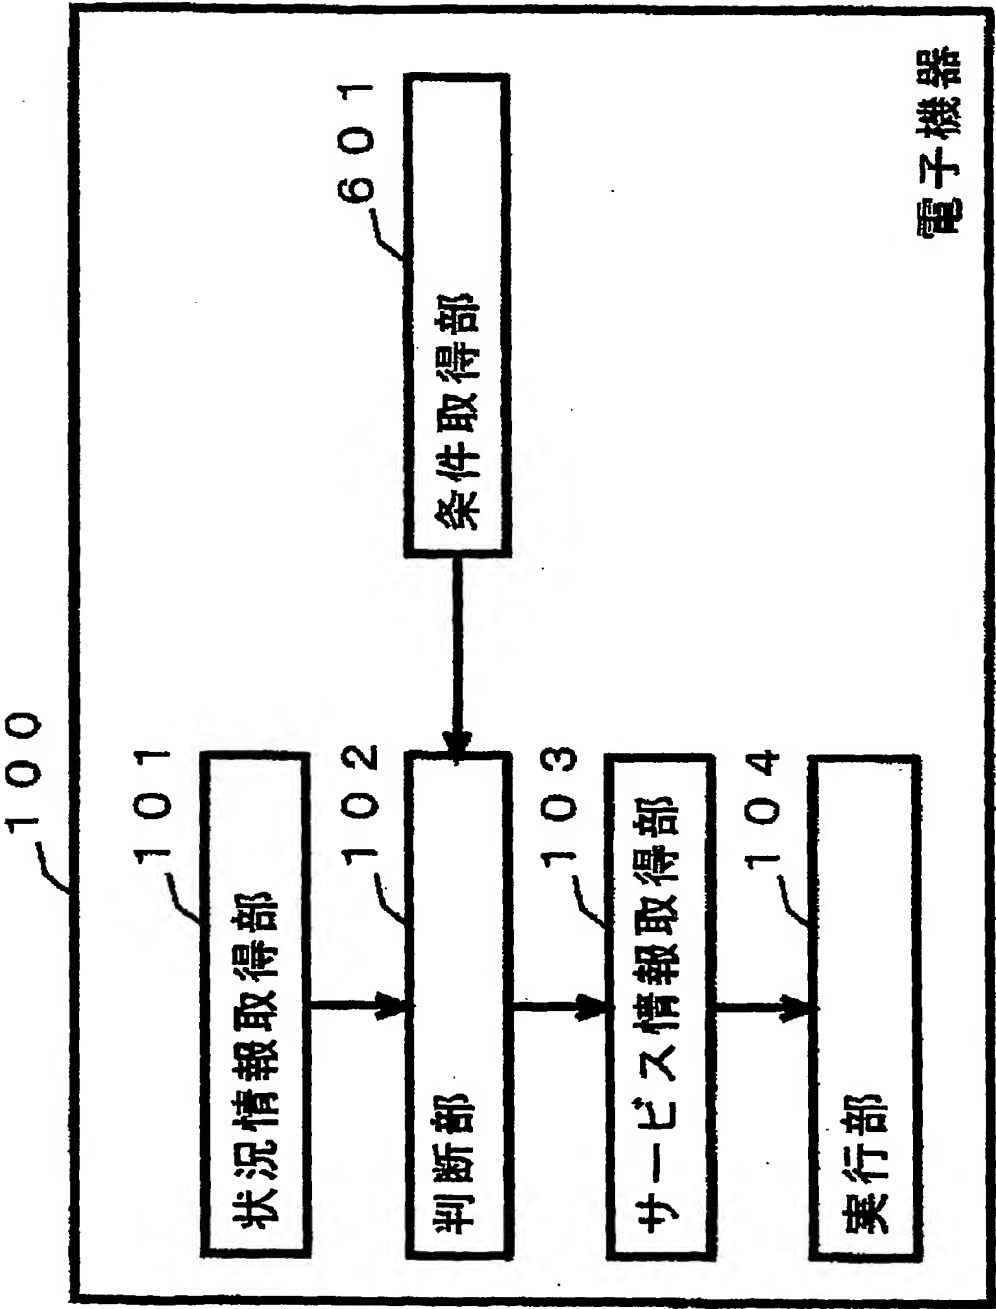 １００
１０１
状況情報取得部
１０２
判断部
６０１
条件取得部
１０３
サービス情報取得部
１０４
実行部
電子機器